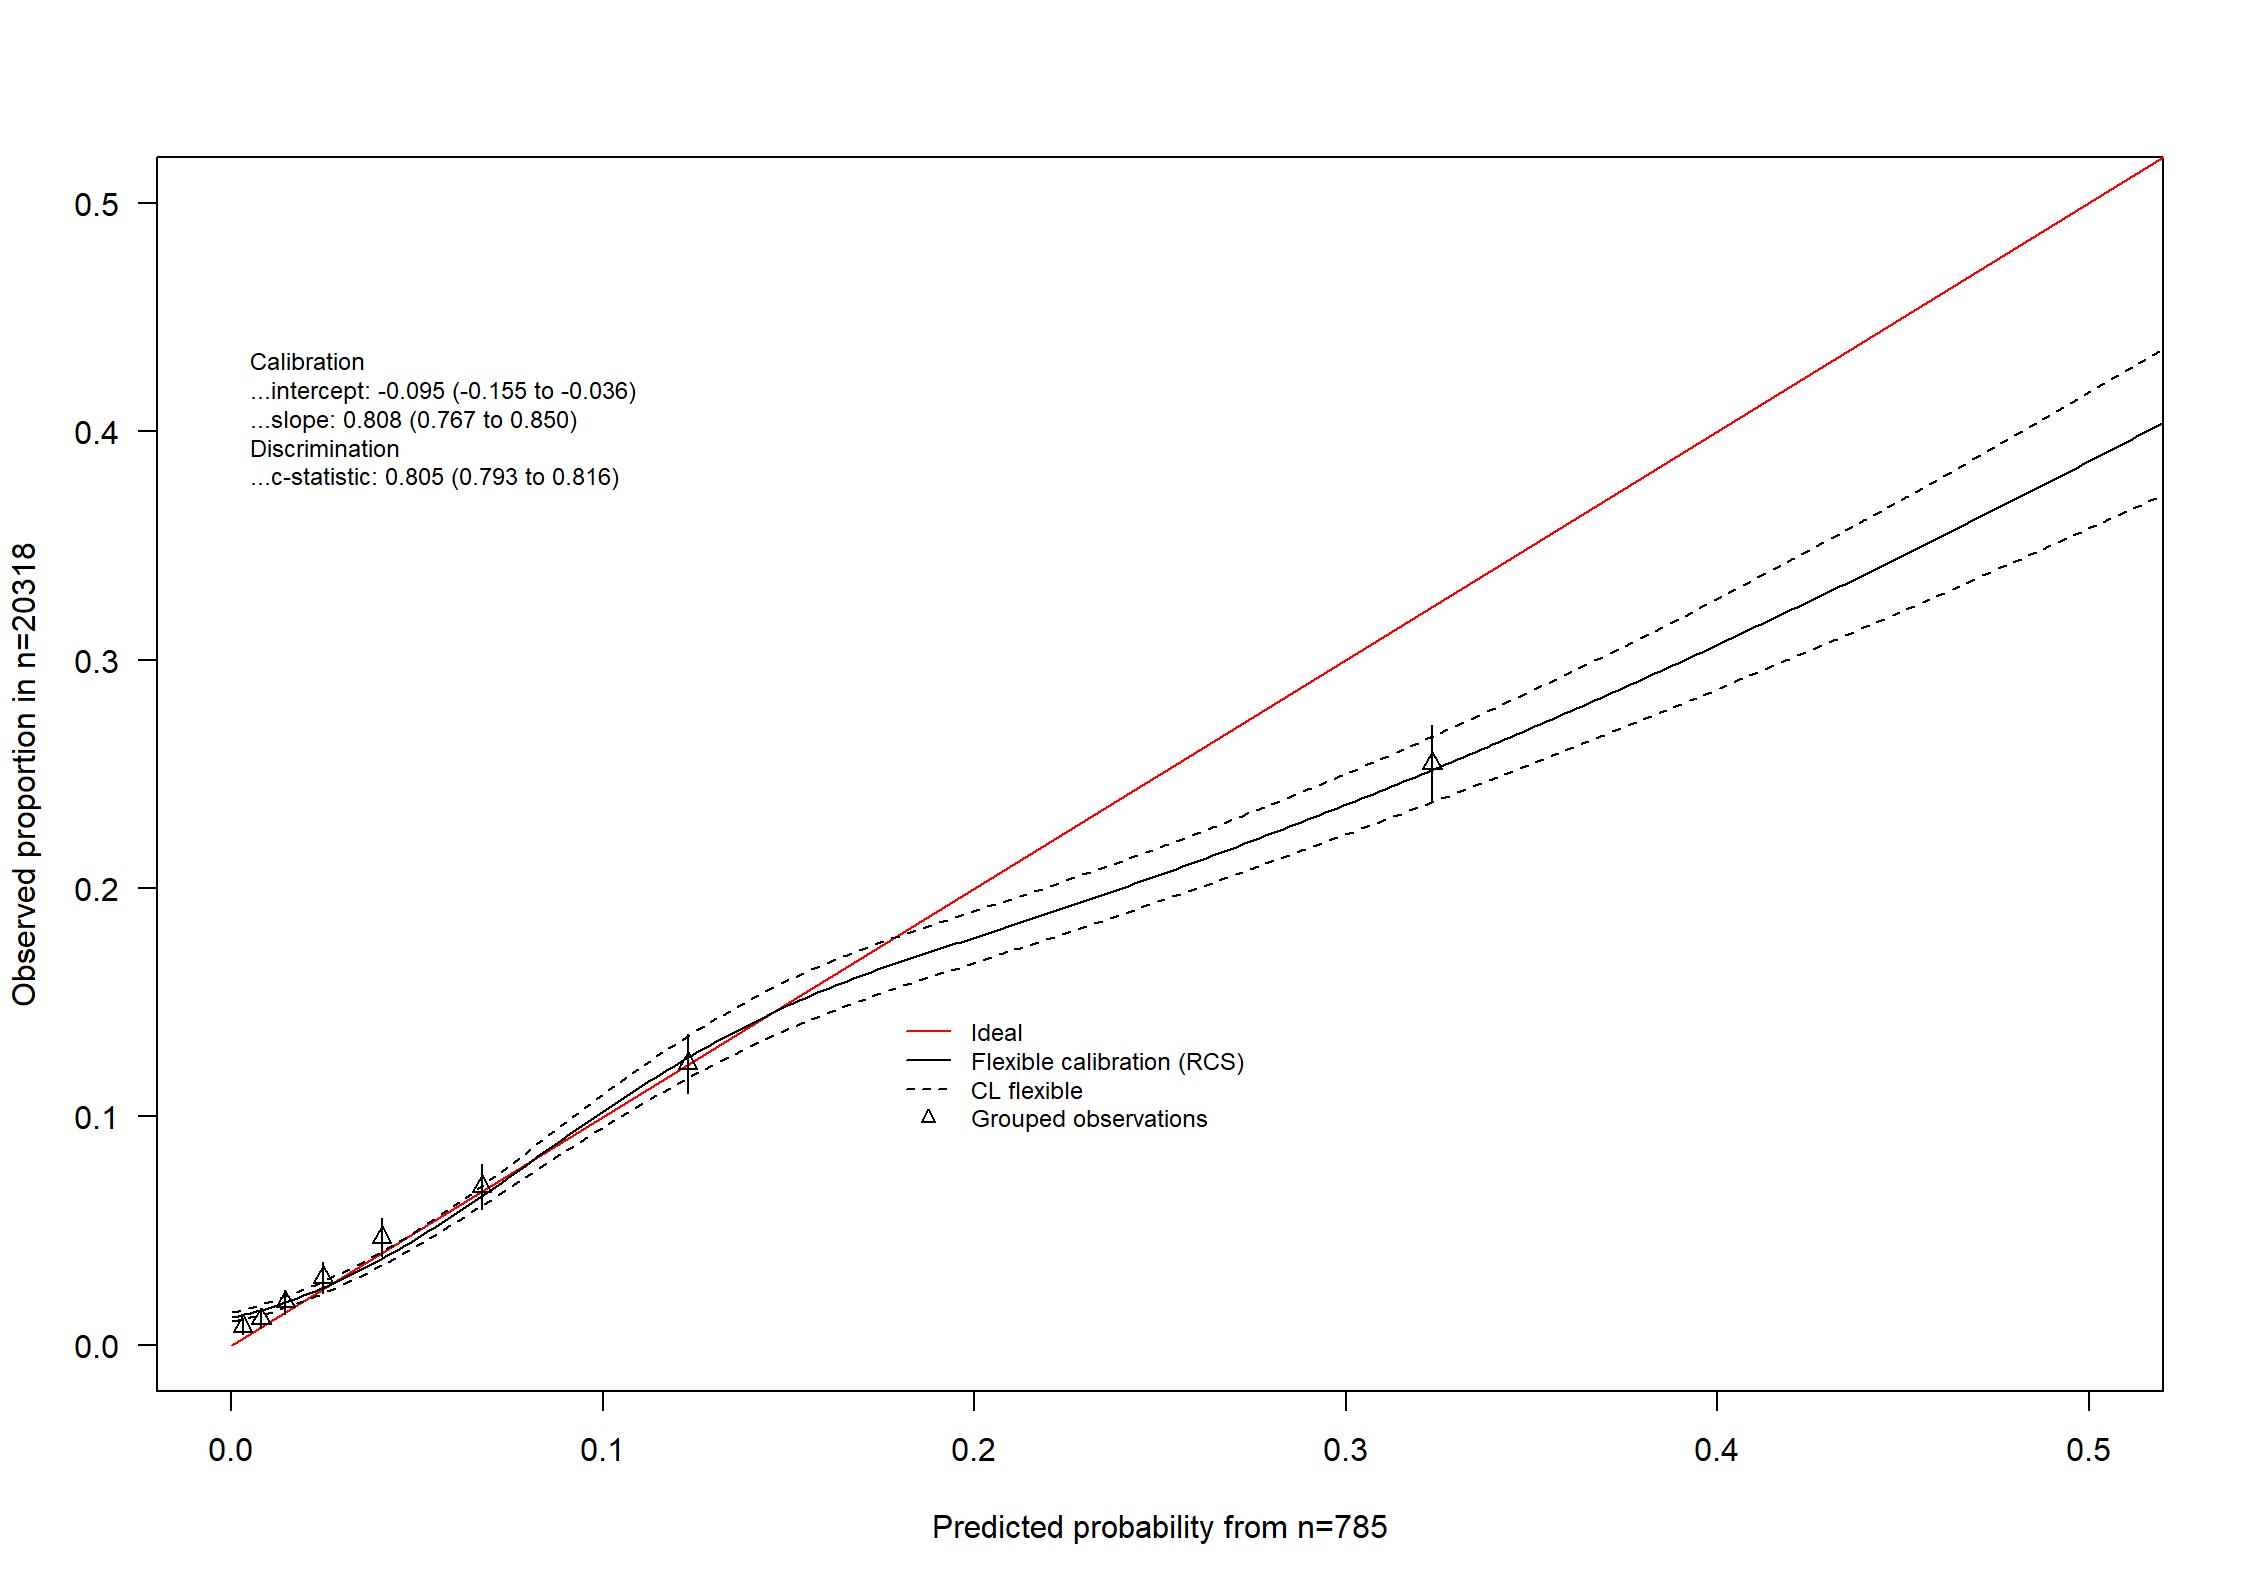 0.5
0.4
0.3
0.2
0.1
0.0
Observed proportion in n=20318
Calibration
...intercept: -0.095 (-0.155 to -0.036)
...slope: 0.808 (0.767 to 0.850)
Discrimination
...c-statistic: 0.805 (0.793 to 0.816)
Ideal
Flexible calibration (RCS)
CL flexible
Grouped observations
0.0 0.1 0.2 0.3 0.4 0.5
Predicted probability from n=785